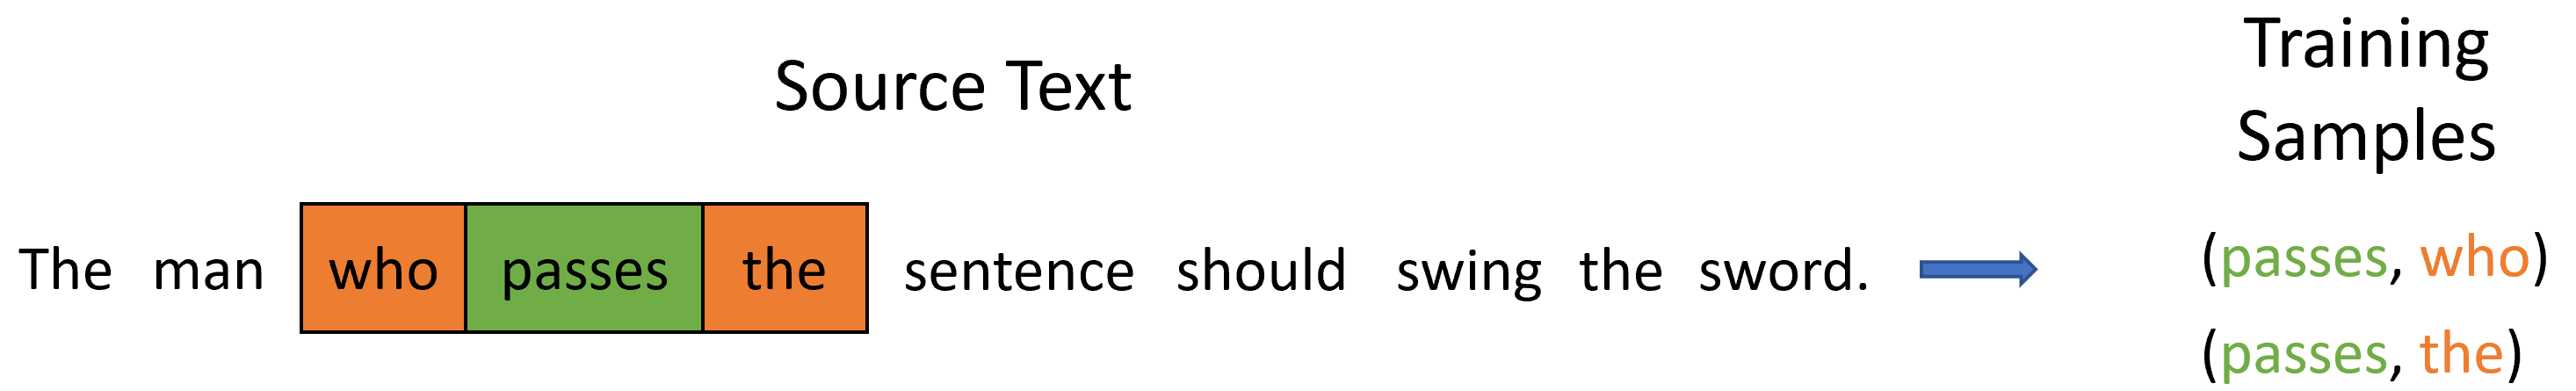 Source Text
Training
Samples
The man who passes the sentence should swing the sword.
(passes, who)
(passes, the)